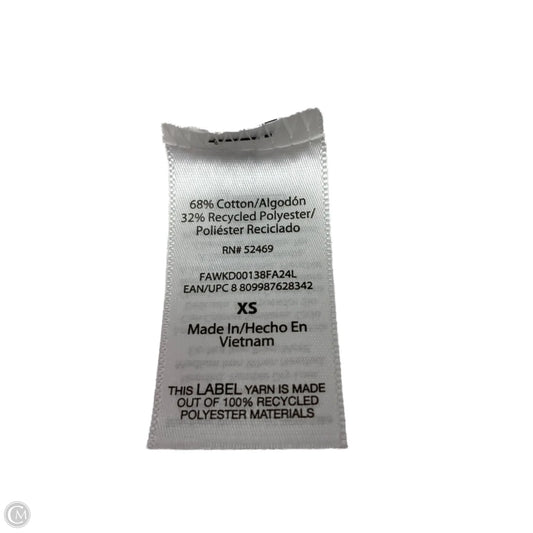 68% Cotton/Algodón
32% Recycled Polyester/
Poliéster Reciclado
RN# 52469
FAWKD00138FA24L
EAN/UPC 8 809987628342
XS
Made In/Hecho En
Vietnam
THIS LABEL YARN IS MADE
OUT OF 100% RECYCLED
POLYESTER MATERIALS
CM